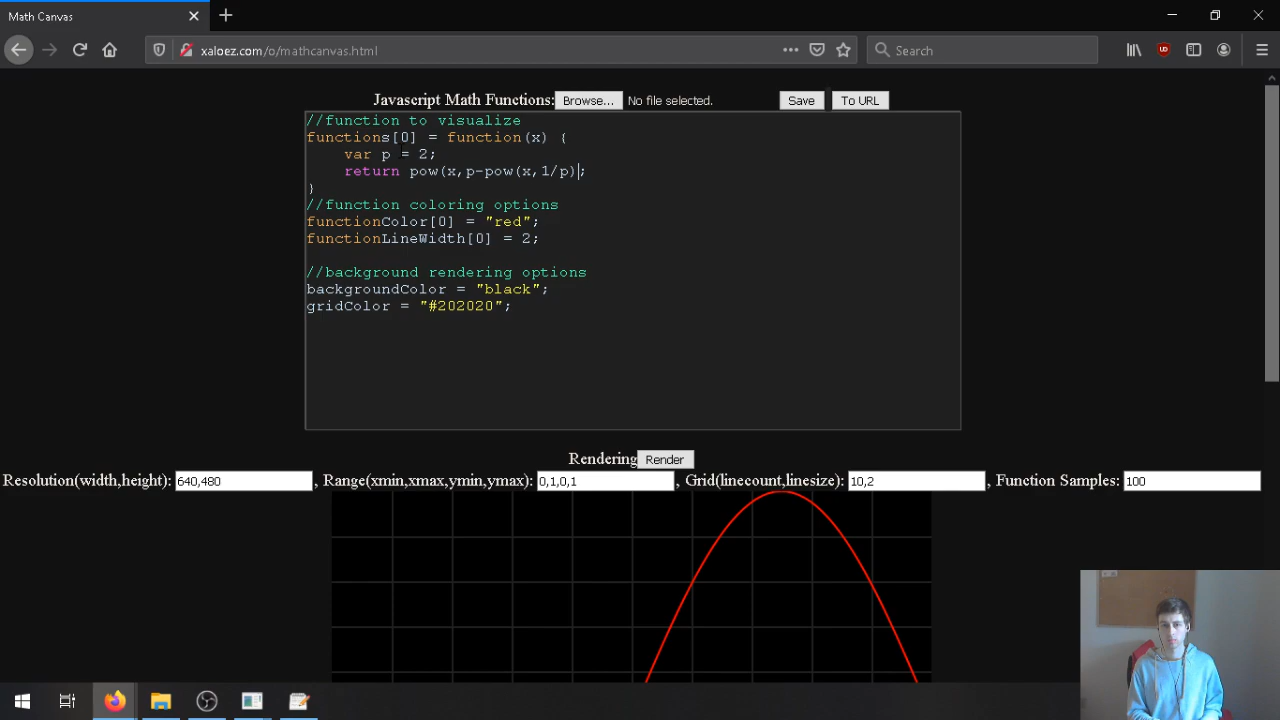 Math Canvas
xaloez.com/o/mathcanvas.html
Search
Javascript Math Functions: Browse... No file selected. Save To URL
//function to visualize
functions[0] = function(x) {
var p = 2;
return pow(x,p-pow(x,1/p);
}
//function coloring options
functionColor[0] = "red";
functionLineWidth[0] = 2;
//background rendering options
backgroundColor = "black";
gridColor = "#202020";
Rendering Render
Resolution(width,height): 640,480 , Range(xmin,xmax,ymin,ymax): 0,1,0,1 , Grid(linecount,linesize): 10,2 , Function Samples: 100